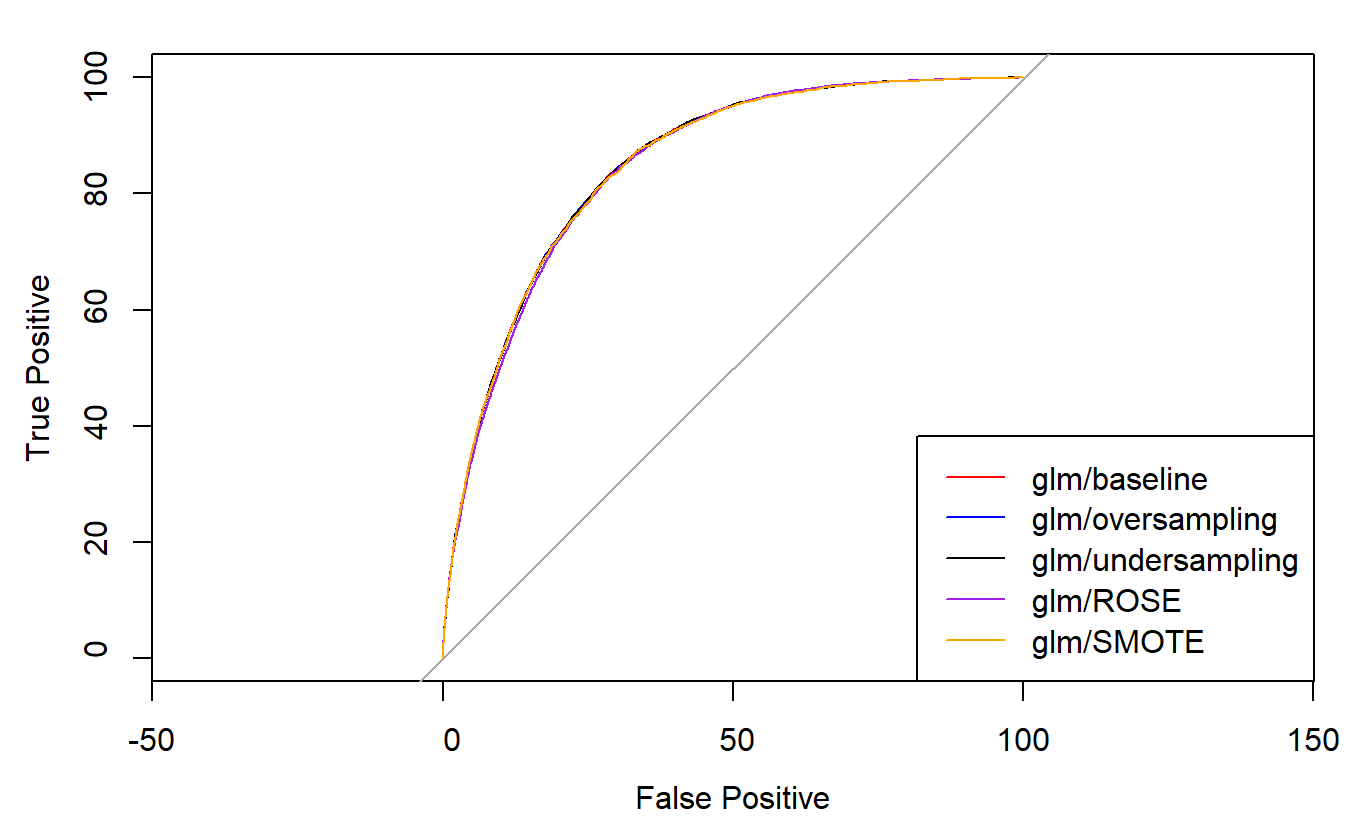 True Positive
100
80
60
40
20
0
glm/baseline
glm/oversampling
glm/undersampling
glm/ROSE
glm/SMOTE
-50 0 50 100 150
False Positive